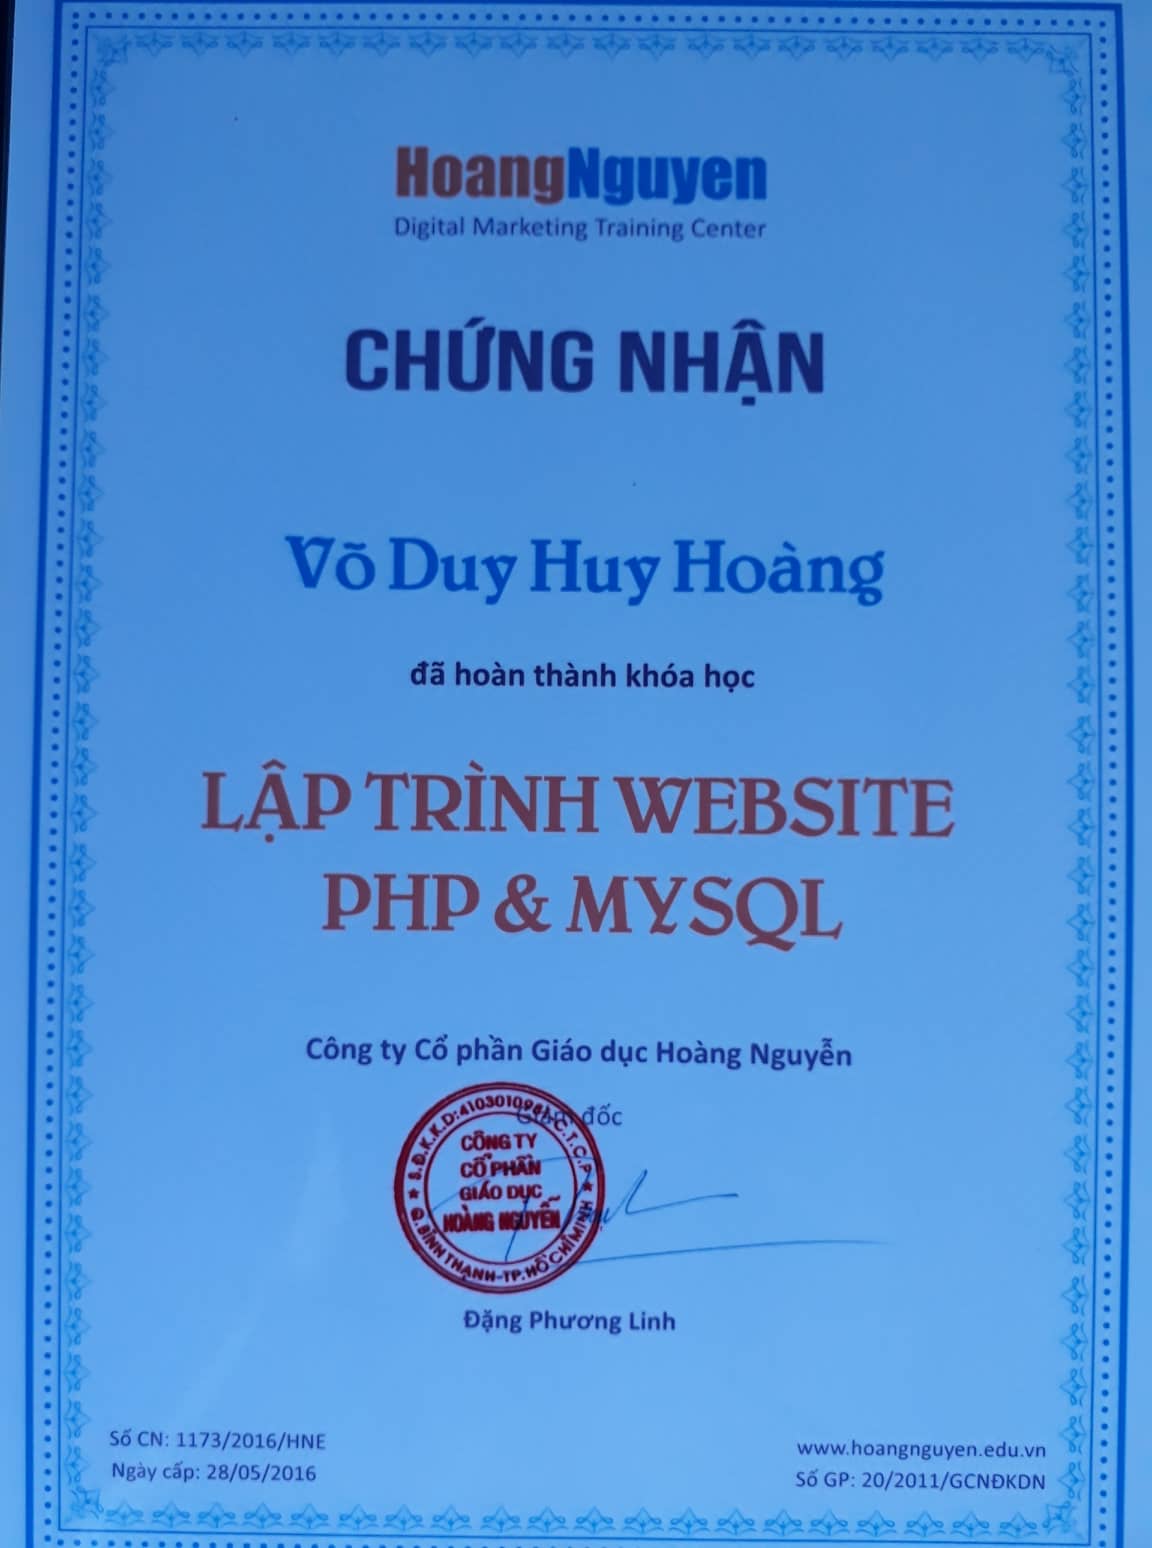 HoangNguyen
Digital Marketing Training Center
CHỨNG NHẬN
Võ Duy Huy Hoàng
đã hoàn thành khóa học
LẬP TRÌNH WEBSITE
PHP & MYSQL
Công ty Cổ phần Giáo dục Hoàng Nguyễn
Giám đốc
S.Đ.K.K.D: C.T.C.P
CÔNG TY
CỔ PHẦN
GIÁO DỤC
HOÀNG NGUYỄN
Q. BÌNH THẠNH-TP. HỒ CHÍ MINH
Đặng Phương Linh
Số CN: 1173/2016/HNE
Ngày cấp: 28/05/2016
www.hoangnguyen.edu.vn
Số GP: 20/2011/GCNĐKDN